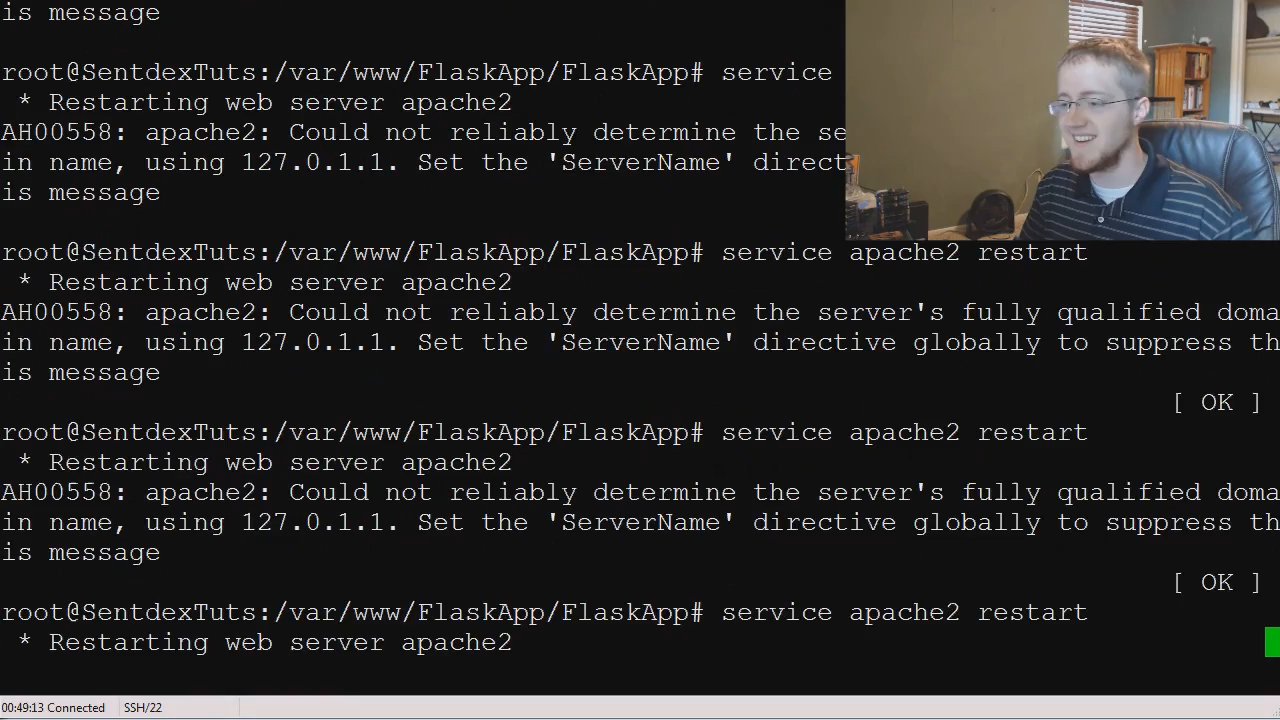 is message
root@SentdexTuts:/var/www/FlaskApp/FlaskApp# service
* Restarting web server apache2
AH00558: apache2: Could not reliably determine the se
in name, using 127.0.1.1. Set the 'ServerName' direct
is message
root@SentdexTuts:/var/www/FlaskApp/FlaskApp# service apache2 restart
* Restarting web server apache2
AH00558: apache2: Could not reliably determine the server's fully qualified doma
in name, using 127.0.1.1. Set the 'ServerName' directive globally to suppress th
is message
[ OK ]
root@SentdexTuts:/var/www/FlaskApp/FlaskApp# service apache2 restart
* Restarting web server apache2
AH00558: apache2: Could not reliably determine the server's fully qualified doma
in name, using 127.0.1.1. Set the 'ServerName' directive globally to suppress th
is message
[ OK ]
root@SentdexTuts:/var/www/FlaskApp/FlaskApp# service apache2 restart
* Restarting web server apache2
00:49:13 Connected SSH/22